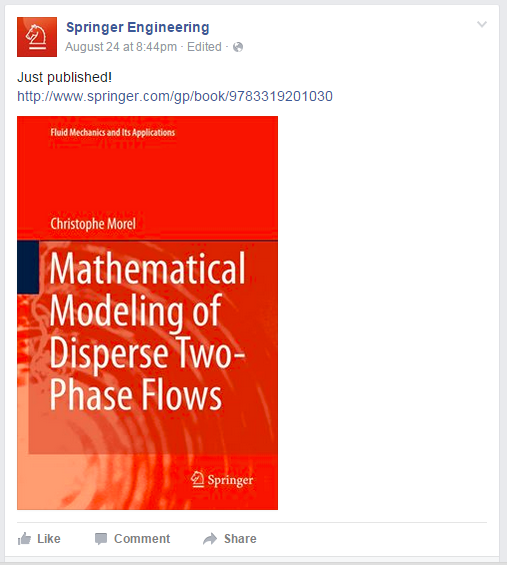 Springer Engineering
August 24 at 8:44pm · Edited ·
Just published!
http://www.springer.com/gp/book/9783319201030
Fluid Mechanics and Its Applications
Christophe Morel
Mathematical
Modeling of
Disperse Two-
Phase Flows
Springer
Like Comment Share